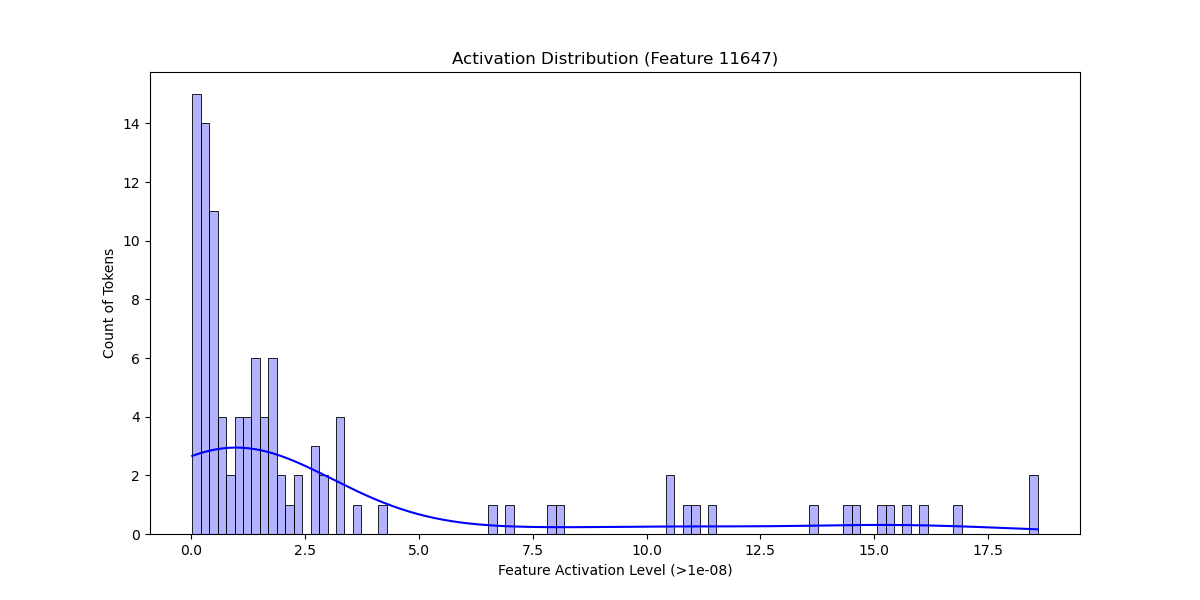 Activation Distribution (Feature 11647)
Count of Tokens
14
12
10
8
6
4
2
0
0.0 2.5 5.0 7.5 10.0 12.5 15.0 17.5
Feature Activation Level (>1e-08)